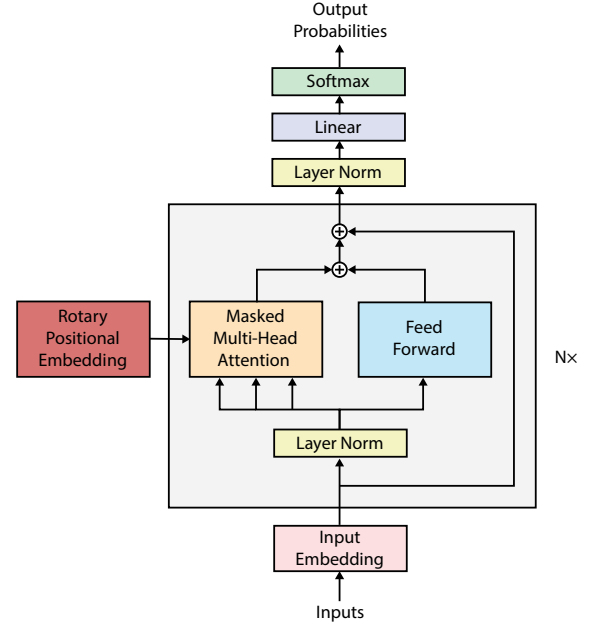 Output
Probabilities
Softmax
Linear
Layer Norm
Rotary
Positional
Embedding
Masked
Multi-Head
Attention
Feed
Forward
N×
Layer Norm
Input
Embedding
Inputs